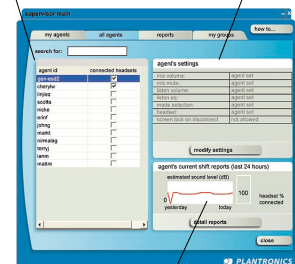 supervisor main
how to...
my agents all agents reports my groups
search for:
agent id connected headsets
gen-esd2
cherylw
linjez
scotta
nicke
erinf
johng
markt
nirmalag
terryj
ianm
mattm
agent's settings
mic volume: agent set
mic mute: agent set
listen volume: agent set
listen eq: agent set
mode selection: agent set
headset: agent set
screen lock on disconnect not allowed
modify settings
agent's current shift reports (last 24 hours)
estimated sound level (dB)
0
100
headset % connected
yesterday today
detail reports
close
PLANTRONICS